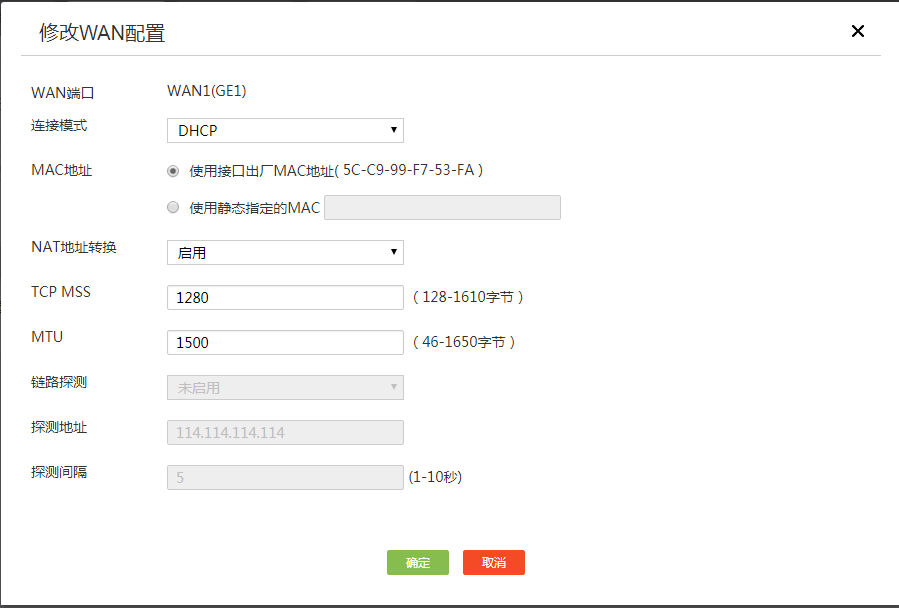 修改WAN配置
WAN端口 WAN1(GE1)
连接模式 DHCP
MAC地址 使用接口出厂MAC地址( 5C-C9-99-F7-53-FA )
使用静态指定的MAC
NAT地址转换 启用
TCP MSS 1280 ( 128-1610字节 )
MTU 1500 ( 46-1650字节 )
链路探测 未启用
探测地址 114.114.114.114
探测间隔 5 (1-10秒)
确定 取消